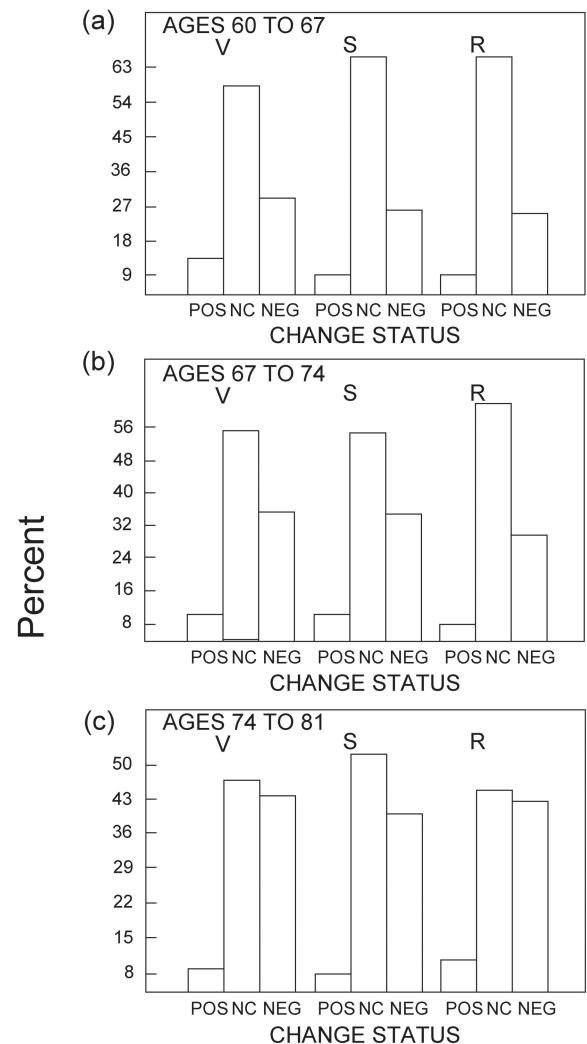 (a)
AGES 60 TO 67
V S R
63
54
45
36
27
18
9
POS NC NEG POS NC NEG POS NC NEG
CHANGE STATUS
(b)
AGES 67 TO 74
V S R
56
48
40
32
24
16
8
POS NC NEG POS NC NEG POS NC NEG
CHANGE STATUS
Percent
(c)
AGES 74 TO 81
V S R
50
43
36
29
22
15
8
POS NC NEG POS NC NEG POS NC NEG
CHANGE STATUS